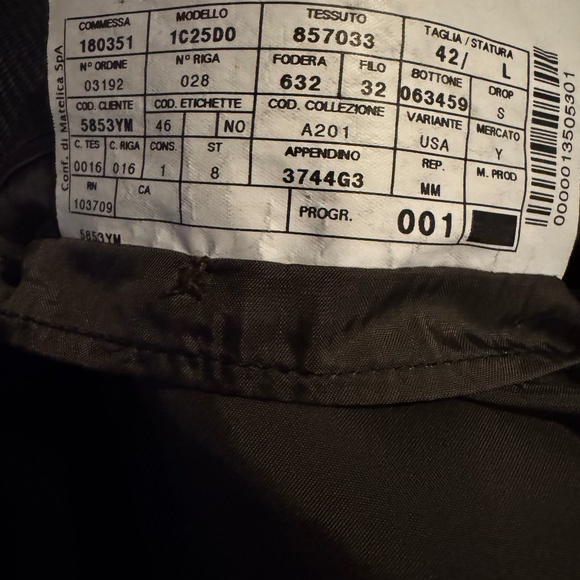 Conf. di Matelica SpA
COMMESSA MODELLO TESSUTO TAGLIA/STATURA
180351 1C25D0 857033 42/ L
N° ORDINE N° RIGA FODERA FILO BOTTONE DROP
03192 028 632 32 063459 S
COD. CLIENTE COD. ETICHETTE COD. COLLEZIONE VARIANTE MERCATO
5853YM 46 NO A201 USA Y
C. TES C. RIGA CONS. ST APPENDINO REP. M. PROD
0016 016 1 8 3744G3 MM
RN CA PROGR. 001
103709
5853YM
0000013505301